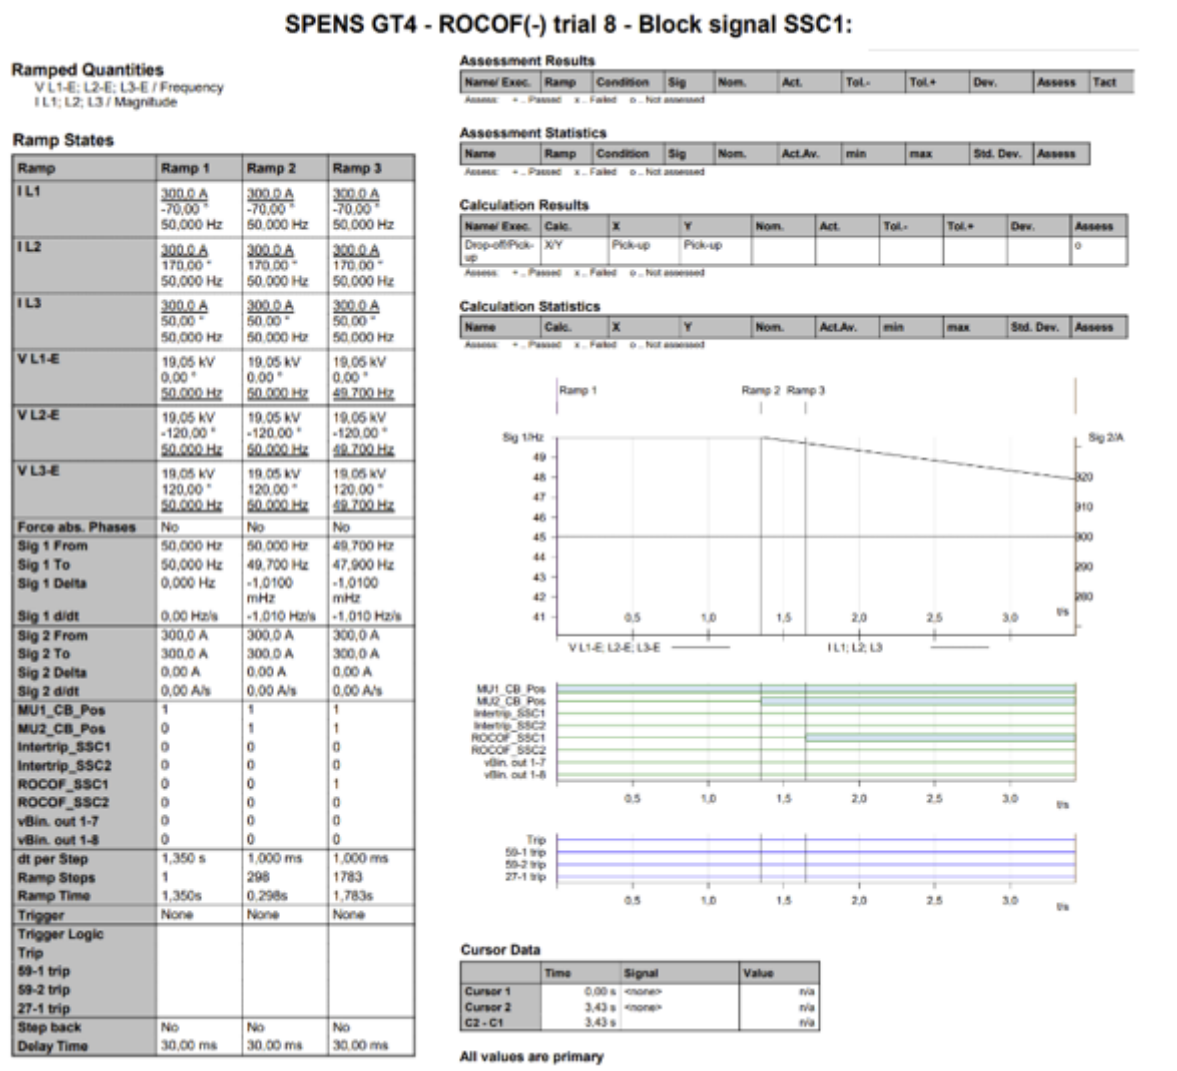 SPENS GT4 - ROCOF(-) trial 8 - Block signal SSC1:
Ramped Quantities
V L1-E; L2-E; L3-E / Frequency
I L1; L2; L3 / Magnitude
Ramp States
Ramp Ramp 1 Ramp 2 Ramp 3
I L1 300,0 A 300,0 A 300,0 A
-70,00 ° -70,00 ° -70,00 °
50,000 Hz 50,000 Hz 50,000 Hz
I L2 300,0 A 300,0 A 300,0 A
170,00 ° 170,00 ° 170,00 °
50,000 Hz 50,000 Hz 50,000 Hz
I L3 300,0 A 300,0 A 300,0 A
50,00 ° 50,00 ° 50,00 °
50,000 Hz 50,000 Hz 50,000 Hz
V L1-E 19,05 kV 19,05 kV 19,05 kV
0,00 ° 0,00 ° 0,00 °
50,000 Hz 50,000 Hz 49,700 Hz
V L2-E 19,05 kV 19,05 kV 19,05 kV
-120,00 ° -120,00 ° -120,00 °
50,000 Hz 50,000 Hz 49,700 Hz
V L3-E 19,05 kV 19,05 kV 19,05 kV
120,00 ° 120,00 ° 120,00 °
50,000 Hz 50,000 Hz 49,700 Hz
Force abs. Phases No No No
Sig 1 From 50,000 Hz 50,000 Hz 49,700 Hz
Sig 1 To 50,000 Hz 49,700 Hz 47,900 Hz
Sig 1 Delta 0,000 Hz -1,0100 -1,0100
mHz mHz
Sig 1 d/dt 0,00 Hz/s -1,010 Hz/s -1,010 Hz/s
Sig 2 From 300,0 A 300,0 A 300,0 A
Sig 2 To 300,0 A 300,0 A 300,0 A
Sig 2 Delta 0,00 A 0,00 A 0,00 A
Sig 2 d/dt 0,00 A/s 0,00 A/s 0,00 A/s
MU1_CB_Pos 1 1 1
MU2_CB_Pos 0 1 1
Intertrip_SSC1 0 0 0
Intertrip_SSC2 0 0 0
ROCOF_SSC1 0 0 1
ROCOF_SSC2 0 0 0
vBin. out 1-7 0 0 0
vBin. out 1-8 0 0 0
dt per Step 1,350 s 1,000 ms 1,000 ms
Ramp Steps 1 298 1783
Ramp Time 1,350s 0,298s 1,783s
Trigger None None None
Trigger Logic
Trip
59-1 trip
59-2 trip
27-1 trip
Step back No No No
Delay Time 30,00 ms 30,00 ms 30,00 ms
Assessment Results
Name/ Exec. Ramp Condition Sig Nom. Act. Tol.- Tol.+ Dev. Assess Tact
Assess: + .. Passed x .. Failed o .. Not assessed
Assessment Statistics
Name Ramp Condition Sig Nom. Act.Av. min max Std. Dev. Assess
Assess: + .. Passed x .. Failed o .. Not assessed
Calculation Results
Name/ Exec. Calc. X Y Nom. Act. Tol.- Tol.+ Dev. Assess
Drop-off/Pick- X/Y Pick-up Pick-up o
up
Assess: + .. Passed x .. Failed o .. Not assessed
Calculation Statistics
Name Calc. X Y Nom. Act.Av. min max Std. Dev. Assess
Assess: + .. Passed x .. Failed o .. Not assessed
Ramp 1 Ramp 2 Ramp 3
Sig 1/Hz Sig 2/A
49
48 320
47
46 310
45 300
44
43 290
42 280
41 0,5 1,0 1,5 2,0 2,5 3,0 t/s
V L1-E; L2-E; L3-E I L1; L2; L3
MU1_CB_Pos
MU2_CB_Pos
Intertrip_SSC1
Intertrip_SSC2
ROCOF_SSC1
ROCOF_SSC2
vBin. out 1-7
vBin. out 1-8
0,5 1,0 1,5 2,0 2,5 3,0 t/s
Trip
59-1 trip
59-2 trip
27-1 trip
0,5 1,0 1,5 2,0 2,5 3,0 t/s
Cursor Data
Time Signal Value
Cursor 1 0,00 s <none> n/a
Cursor 2 3,43 s <none> n/a
C2 - C1 3,43 s n/a
All values are primary